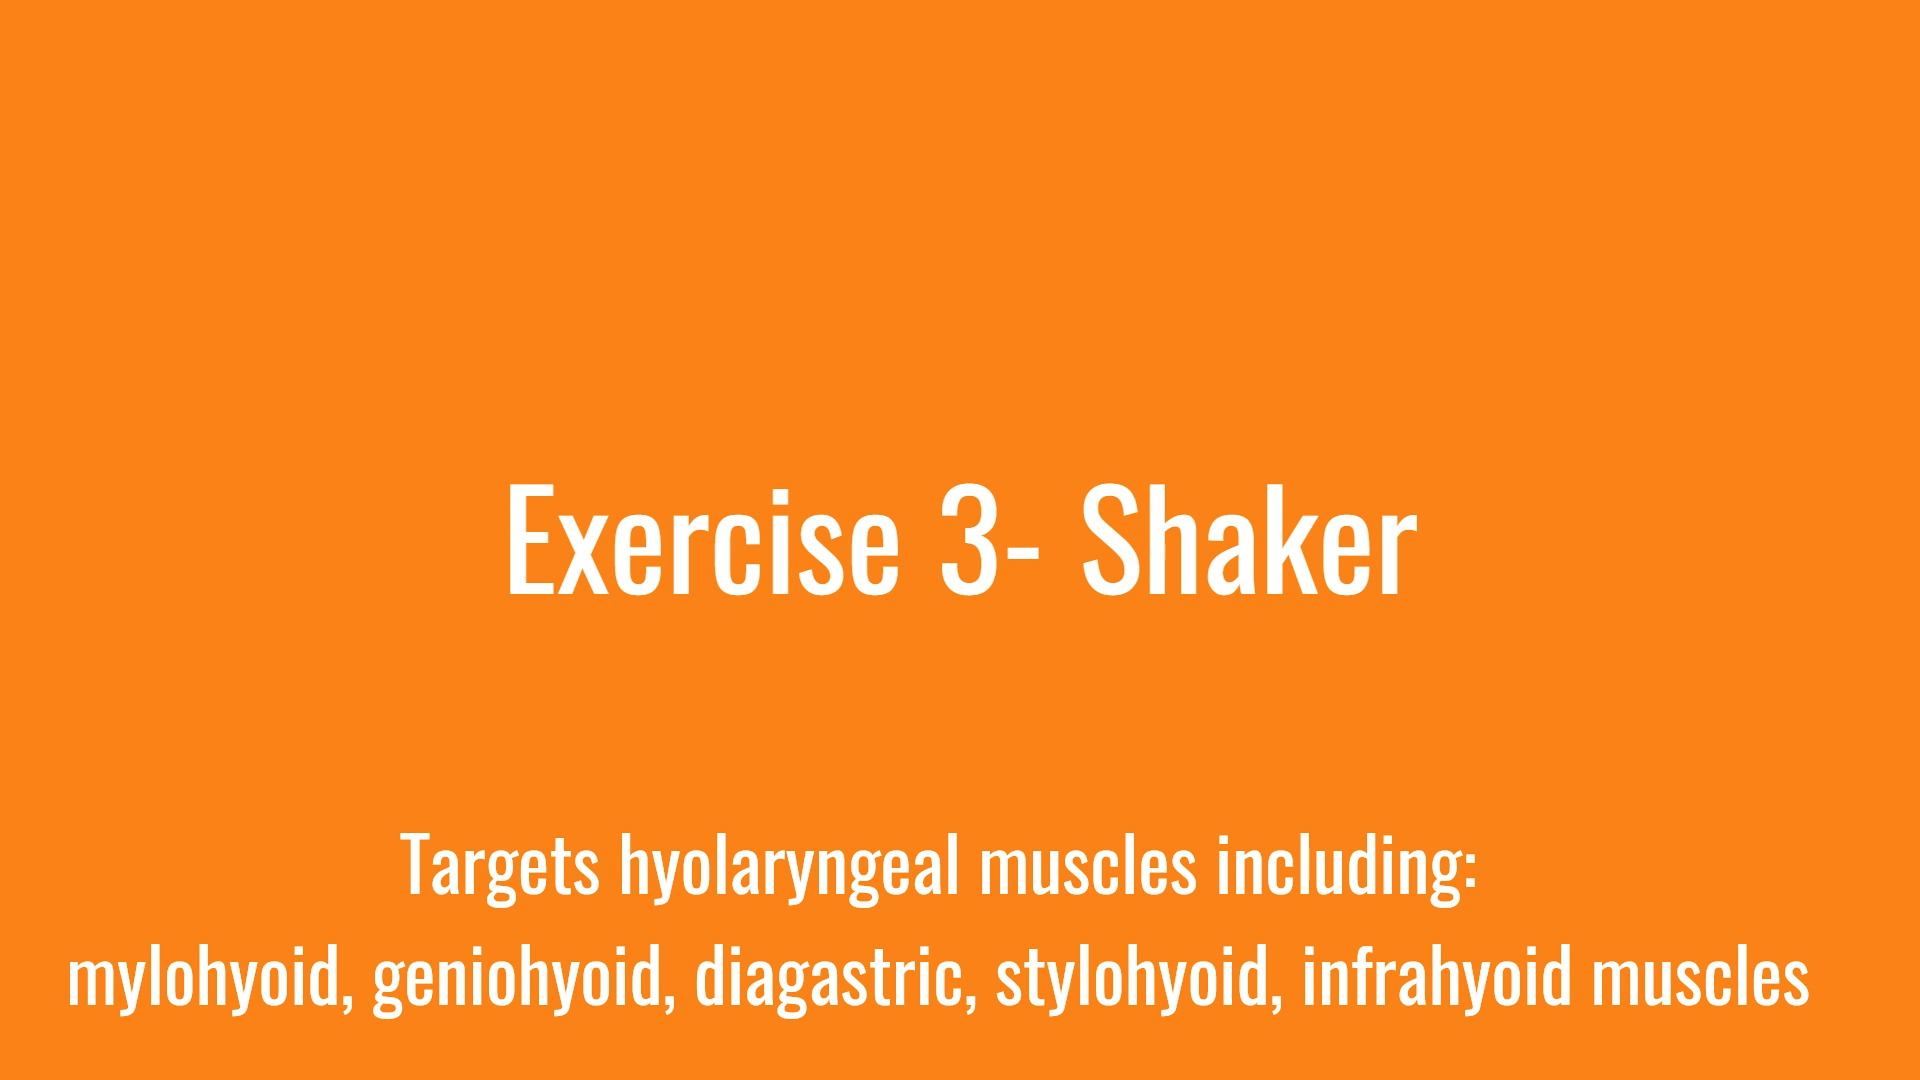 Exercise 3- Shaker
Targets hyolaryngeal muscles including:
mylohyoid, geniohyoid, diagastric, stylohyoid, infrahyoid muscles